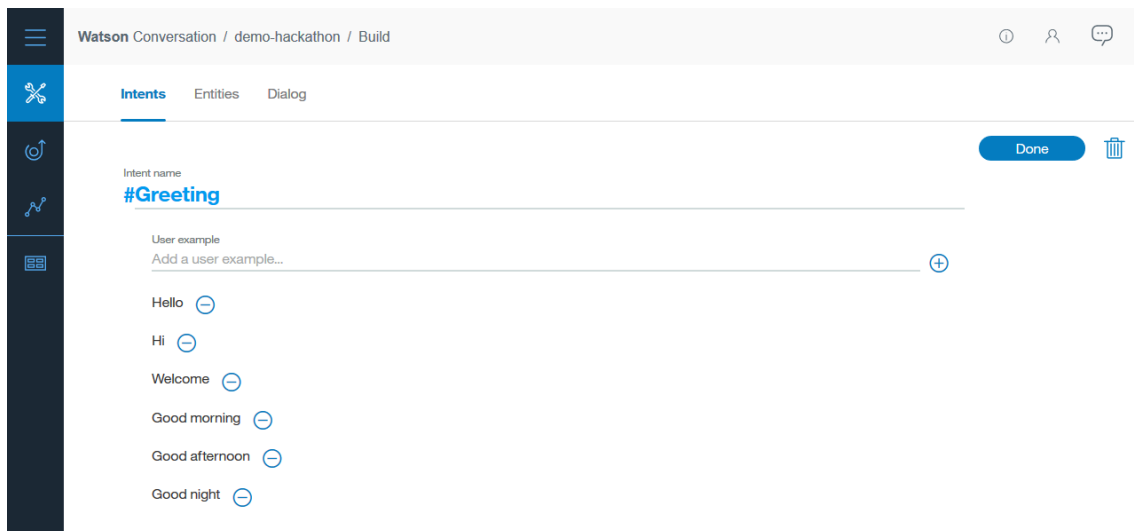 Watson Conversation / demo-hackathon / Build
Intents Entities Dialog
Done
Intent name
#Greeting
User example
Add a user example...
Hello
Hi
Welcome
Good morning
Good afternoon
Good night